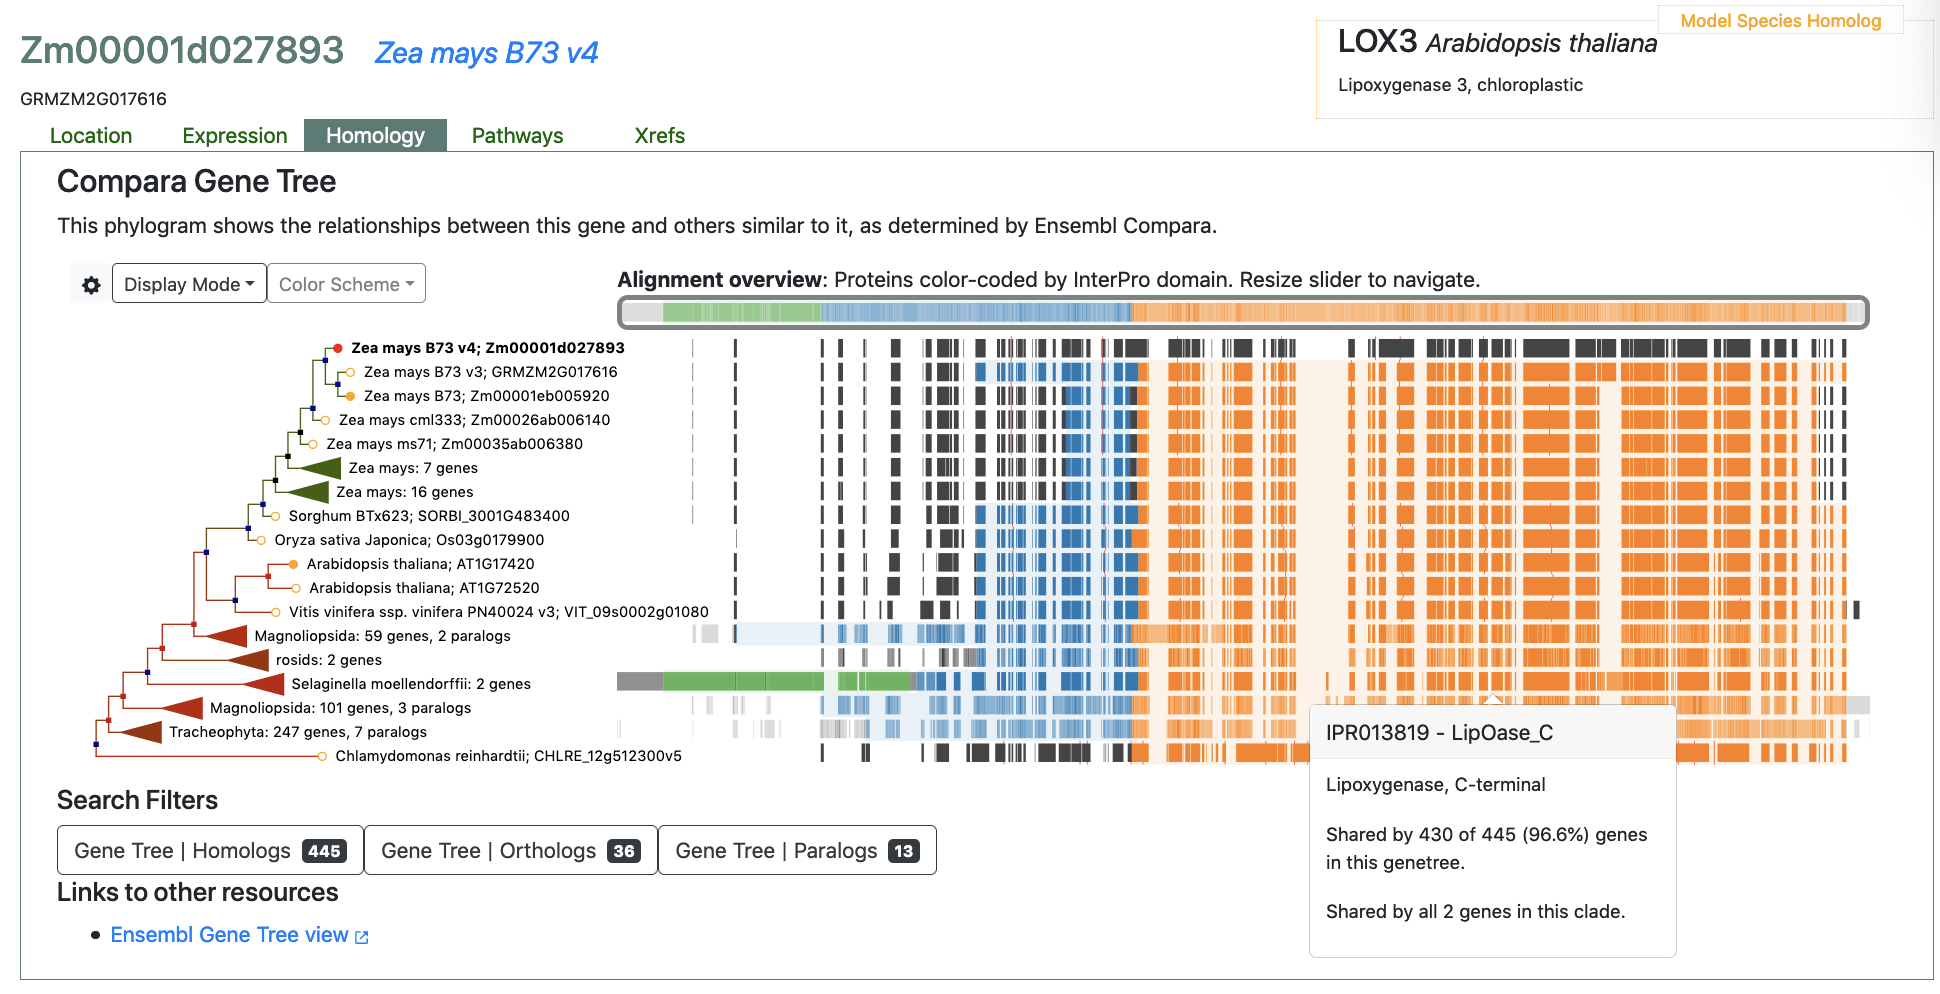 Zm00001d027893 Zea mays B73 v4
GRMZM2G017616
Model Species Homolog
LOX3 Arabidopsis thaliana
Lipoxygenase 3, chloroplastic
Location Expression Homology Pathways Xrefs
Compara Gene Tree
This phylogram shows the relationships between this gene and others similar to it, as determined by Ensembl Compara.
Display Mode Color Scheme
Alignment overview: Proteins color-coded by InterPro domain. Resize slider to navigate.
Zea mays B73 v4; Zm00001d027893
Zea mays B73 v3; GRMZM2G017616
Zea mays B73; Zm00001eb005920
Zea mays cml333; Zm00026ab006140
Zea mays ms71; Zm00035ab006380
Zea mays: 7 genes
Zea mays: 16 genes
Sorghum BTx623; SORBI_3001G483400
Oryza sativa Japonica; Os03g0179900
Arabidopsis thaliana; AT1G17420
Arabidopsis thaliana; AT1G72520
Vitis vinifera ssp. vinifera PN40024 v3; VIT_09s0002g01080
Magnoliopsida: 59 genes, 2 paralogs
rosids: 2 genes
Selaginella moellendorffii: 2 genes
Magnoliopsida: 101 genes, 3 paralogs
Tracheophyta: 247 genes, 7 paralogs
Chlamydomonas reinhardtii; CHLRE_12g512300v5
IPR013819 - LipOase_C
Lipoxygenase, C-terminal
Shared by 430 of 445 (96.6%) genes
in this genetree.
Shared by all 2 genes in this clade.
Search Filters
Gene Tree | Homologs 445 Gene Tree | Orthologs 36 Gene Tree | Paralogs 13
Links to other resources
Ensembl Gene Tree view